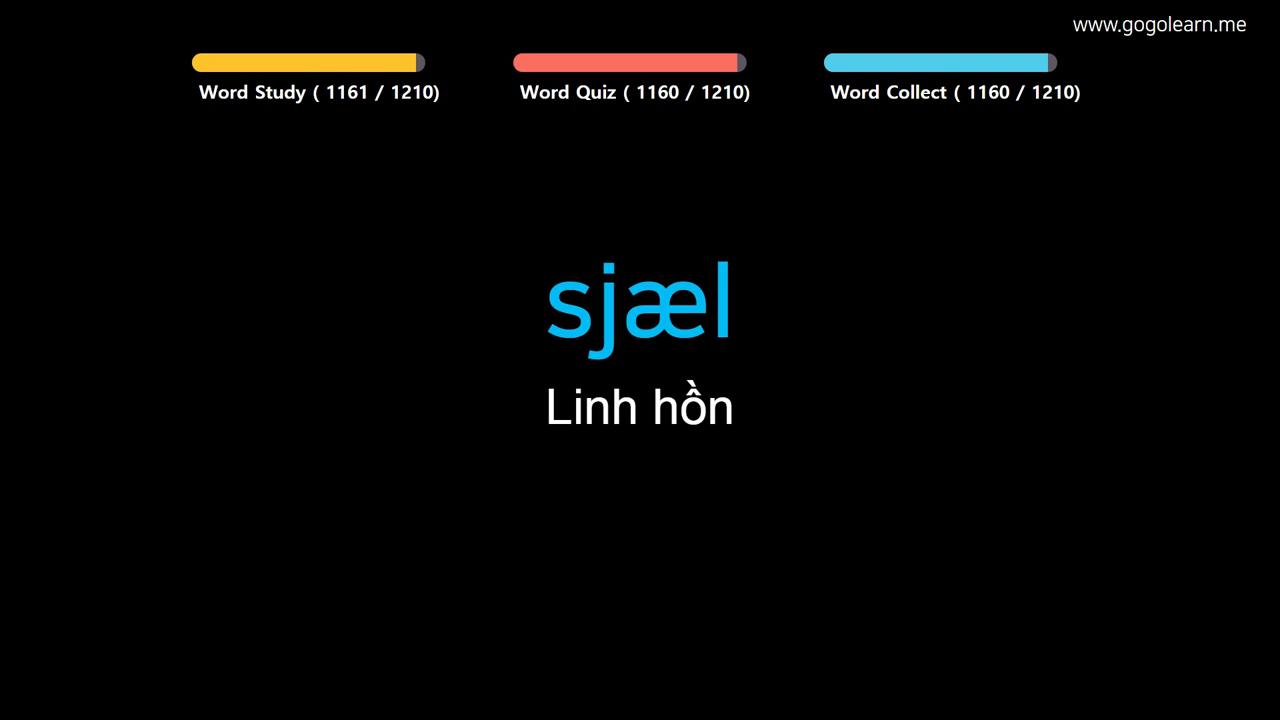 www.gogolearn.me
Word Study ( 1161 / 1210)
Word Quiz ( 1160 / 1210)
Word Collect ( 1160 / 1210)
sjæl
Linh hồn